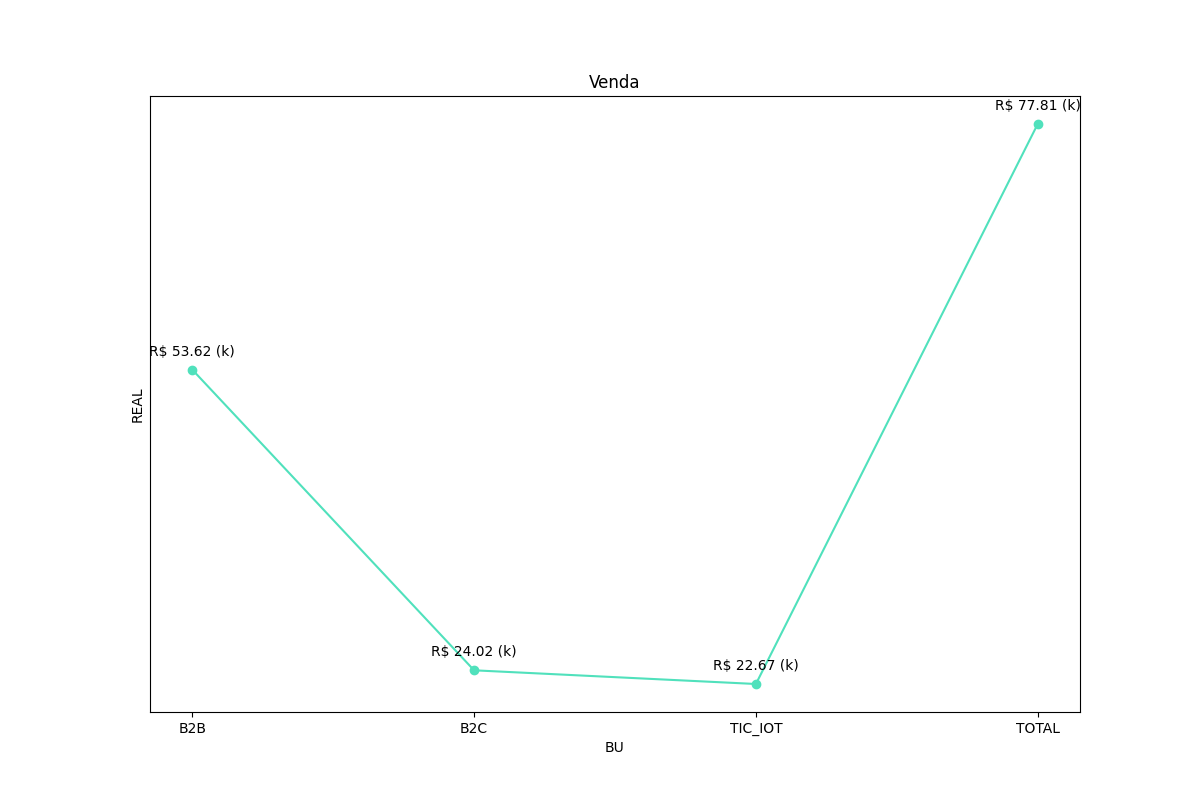 Venda
R$ 77.81 (k)
R$ 53.62 (k)
REAL
R$ 24.02 (k)
R$ 22.67 (k)
B2B
B2C
TIC_IOT
TOTAL
BU